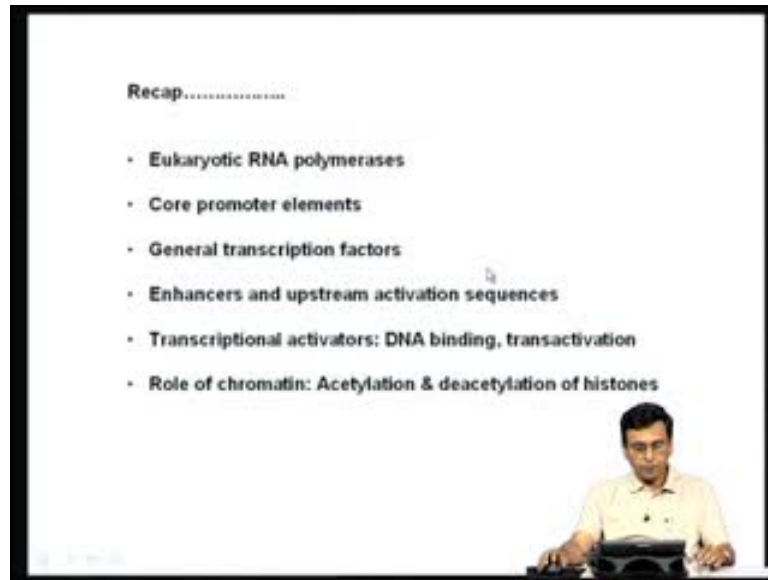 Recap.................
• Eukaryotic RNA polymerases
• Core promoter elements
• General transcription factors
• Enhancers and upstream activation sequences
• Transcriptional activators: DNA binding, transactivation
• Role of chromatin: Acetylation & deacetylation of histones